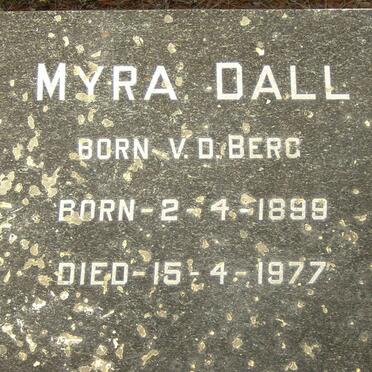 MYRA DALL
BORN V.D. BERG
BORN-2-4-1899
DIED-15-4-1977